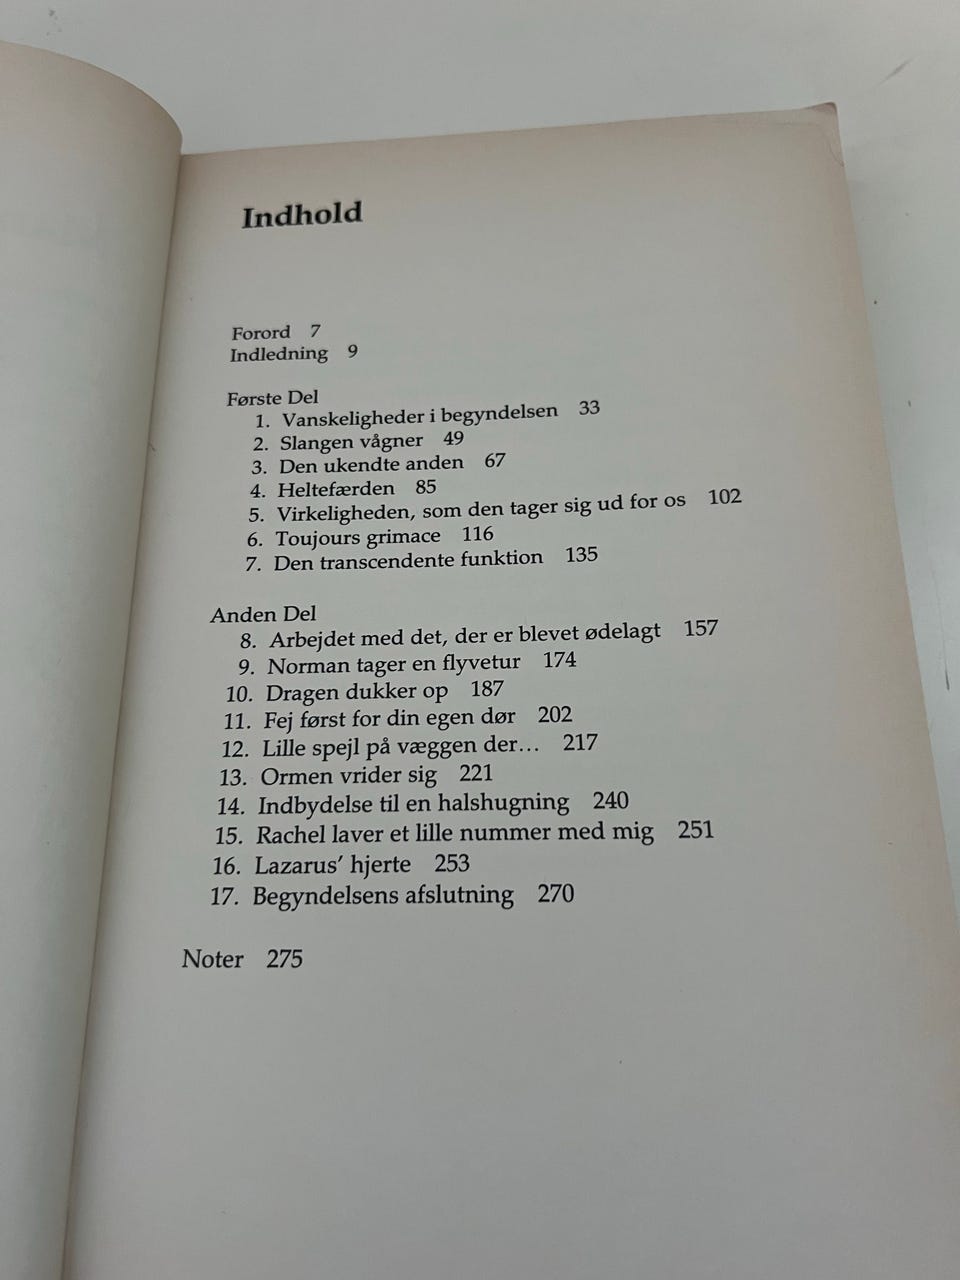 Indhold
Forord 7
Indledning 9
Første Del
1. Vanskeligheder i begyndelsen 33
2. Slangen vågner 49
3. Den ukendte anden 67
4. Heltefærden 85
5. Virkeligheden, som den tager sig ud for os 102
6. Toujours grimace 116
7. Den transcendente funktion 135
Anden Del
8. Arbejdet med det, der er blevet ødelagt 157
9. Norman tager en flyvetur 174
10. Dragen dukker op 187
11. Fej først for din egen dør 202
12. Lille spejl på væggen der... 217
13. Ormen vrider sig 221
14. Indbydelse til en halshugning 240
15. Rachel laver et lille nummer med mig 251
16. Lazarus’ hjerte 253
17. Begyndelsens afslutning 270
Noter 275